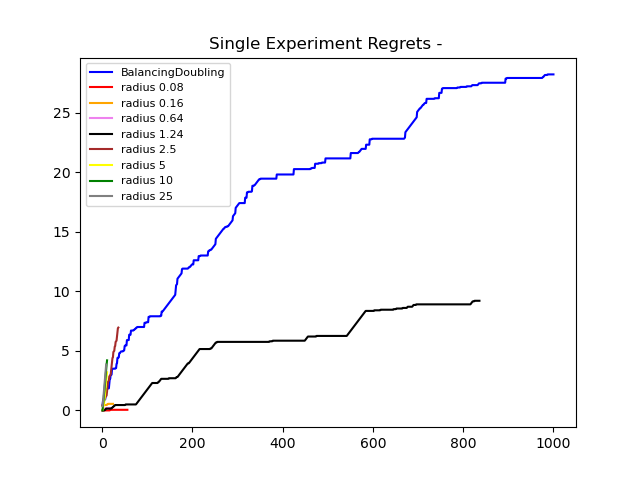 Single Experiment Regrets -
BalancingDoubling
radius 0.08
radius 0.16
radius 0.64
radius 1.24
radius 2.5
radius 5
radius 10
radius 25
25
20
15
10
5
0
0 200 400 600 800 1000